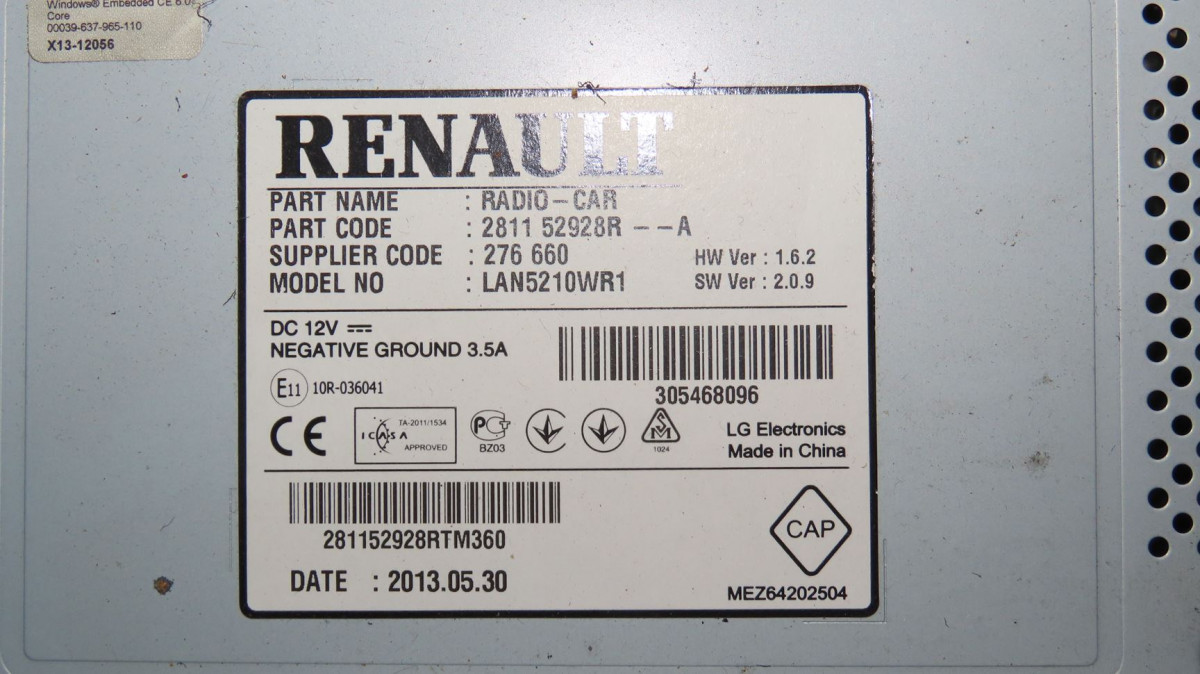 Windows® Embedded CE 6.0
Core
00039-637-965-110
X13-12056
RENAULT
PART NAME : RADIO-CAR
PART CODE : 2811 52928R --A
SUPPLIER CODE : 276 660 HW Ver : 1.6.2
MODEL NO : LAN5210WR1 SW Ver : 2.0.9
DC 12V
NEGATIVE GROUND 3.5A
E11 10R-036041
305468096
CE
TA-2011/1534
ICASA
APPROVED
PG
BZ03
SM
1024
LG Electronics
Made in China
281152928RTM360
CAP
DATE : 2013.05.30
MEZ64202504